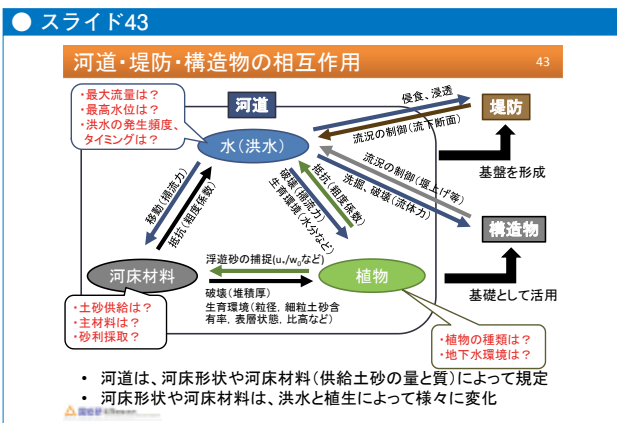 ● スライド43
河道・堤防・構造物の相互作用
43
・最大流量は？
・最高水位は？
・洪水の発生頻度、
タイミングは？
河道
水（洪水）
侵食、浸透
流況の制御（流下断面）
堤防
基盤を形成
流況の制御（堰上げ等）
洗掘、破壊（流体力）
構造物
基礎として活用
移動（掃流力）
抵抗（粗度係数）
破壊（掃流力）
生育環境（水分など）
抵抗（粗度係数）
河床材料
浮遊砂の捕捉(u*/w0など)
植物
破壊（堆積厚）
生育環境（粒径，細粒土砂含
有率，表層状態，比高など）
・土砂供給は？
・主材料は？
・砂利採取？
・植物の種類は？
・地下水環境は？
• 河道は、河床形状や河床材料（供給土砂の量と質）によって規定
• 河床形状や河床材料は、洪水と植生によって様々に変化
国総研